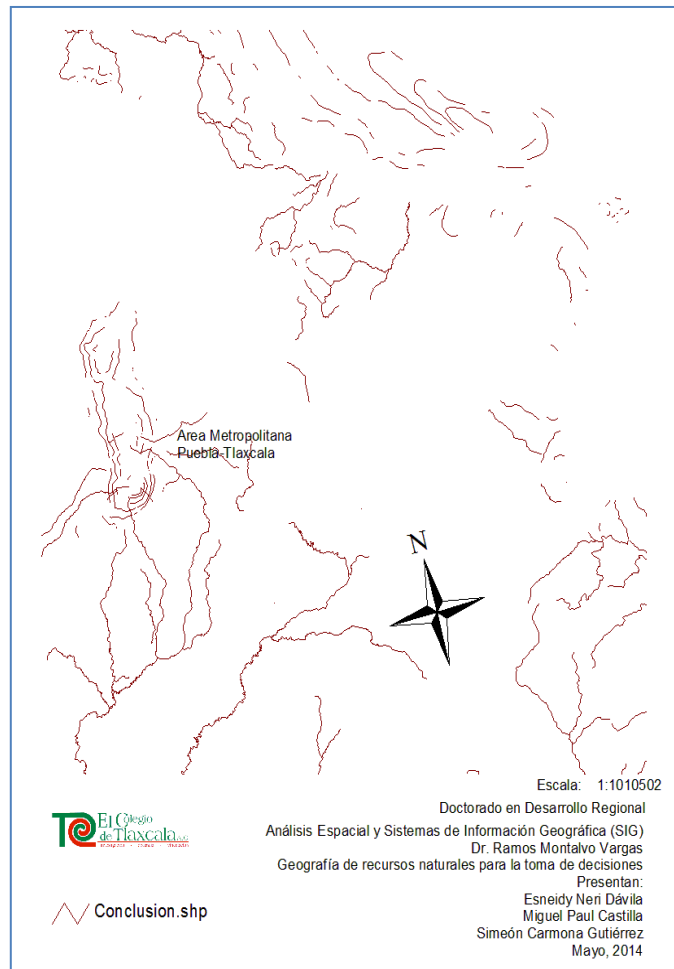 Area Metropolitana
Puebla-Tlaxcala
N
Escala: 1:1010502
Doctorado en Desarrollo Regional
Análisis Espacial y Sistemas de Información Geográfica (SIG)
Dr. Ramos Montalvo Vargas
Geografía de recursos naturales para la toma de decisiones
Presentan:
Esneidy Neri Dávila
Miguel Paul Castilla
Simeón Carmona Gutiérrez
Mayo, 2014
El Colegio
de Tlaxcala
Conclusion.shp